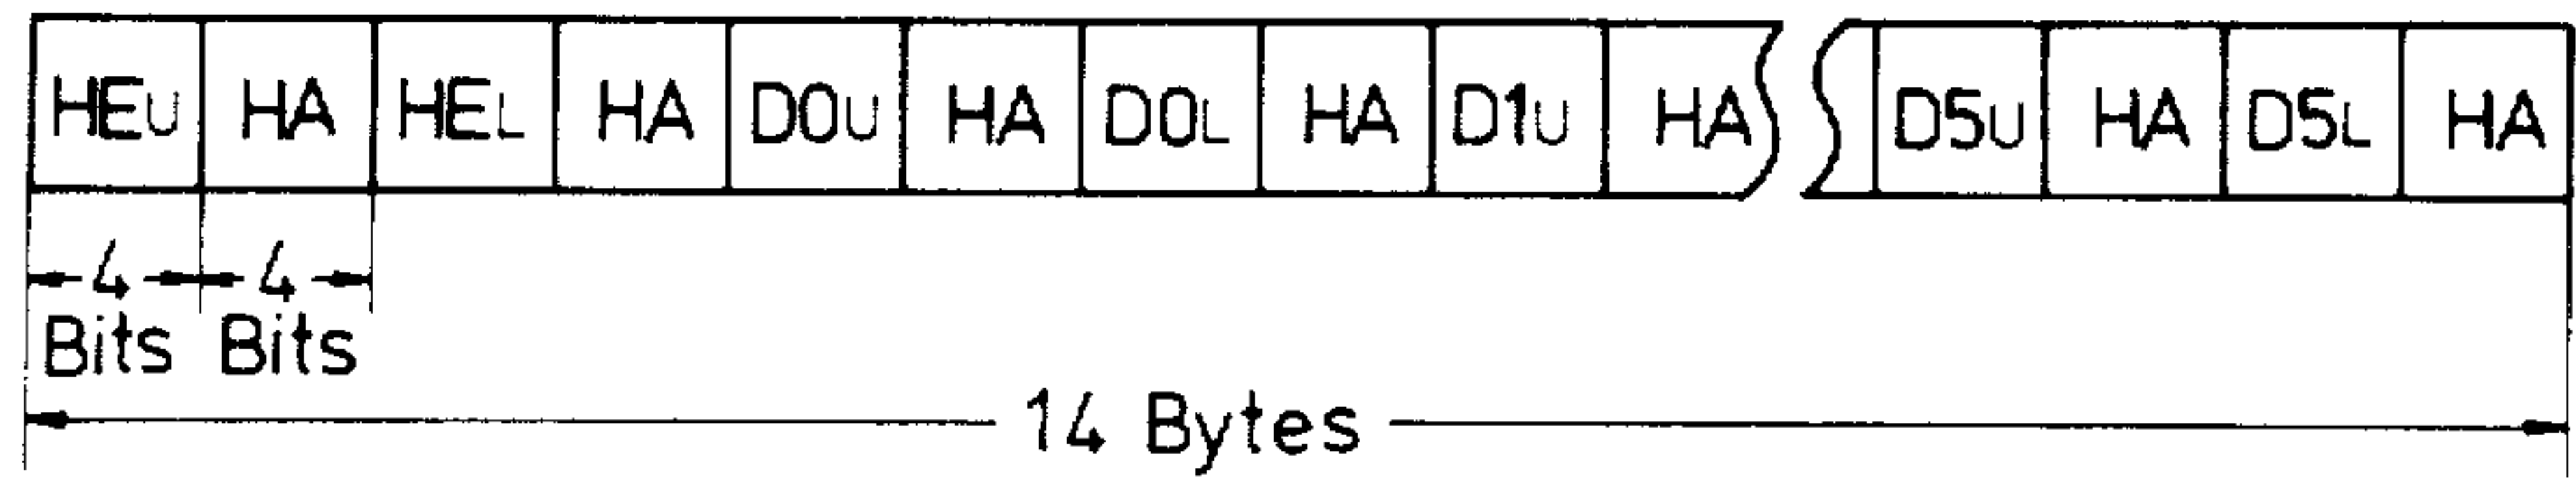 HEU HA HEL HA D0U HA D0L HA D1U HA D5U HA D5L HA
4 4
Bits Bits
14 Bytes